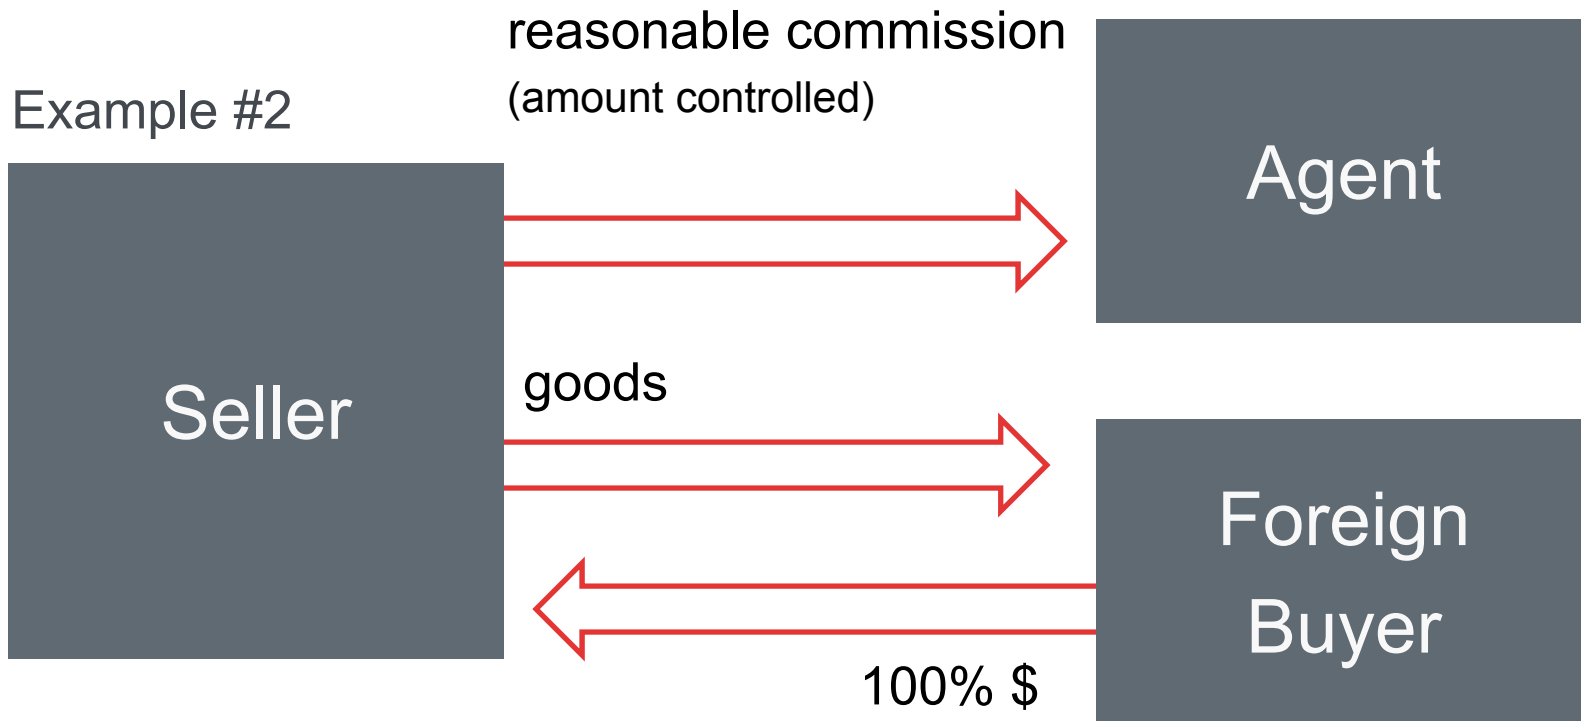 Example #2
reasonable commission
(amount controlled)
Agent
Seller
goods
Foreign
Buyer
100% $